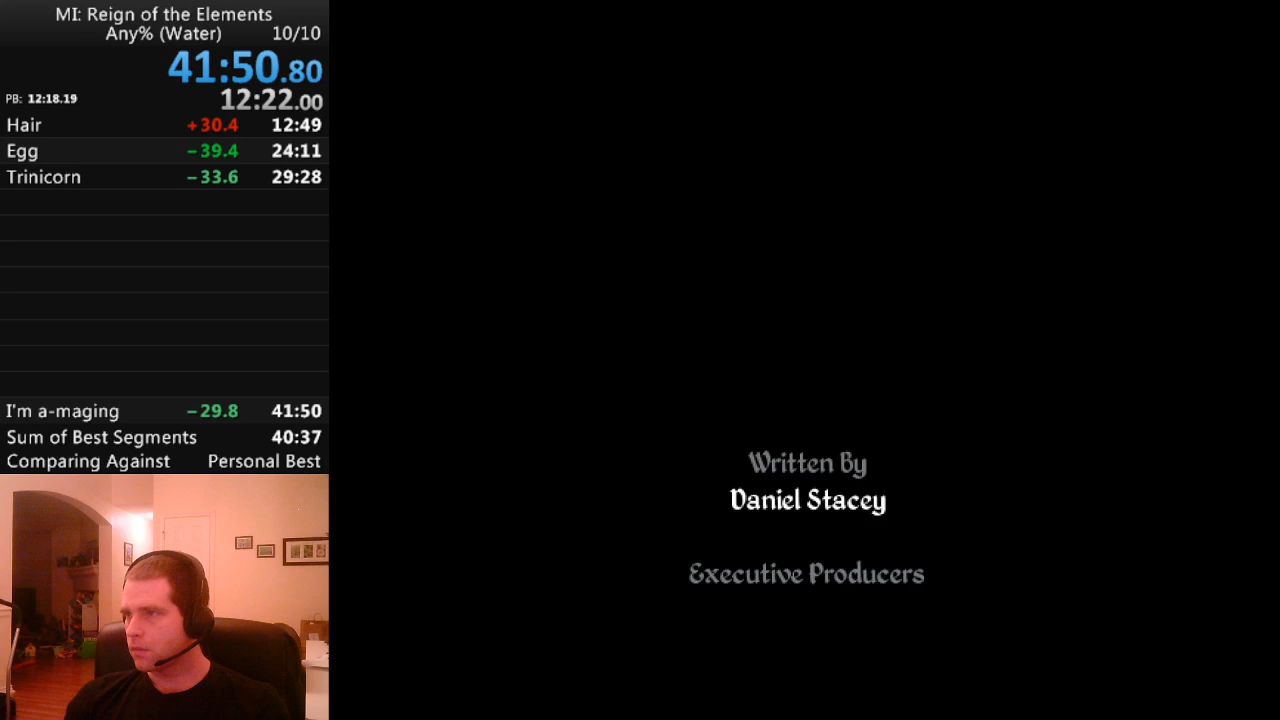 MI: Reign of the Elements
Any% (Water) 10/10
41:50.80
PB: 12:18.19 12:22.00
Hair +30.4 12:49
Egg -39.4 24:11
Trinicorn -33.6 29:28
I'm a-maging -29.8 41:50
Sum of Best Segments 40:37
Comparing Against Personal Best
Written By
Daniel Stacey
Executive Producers